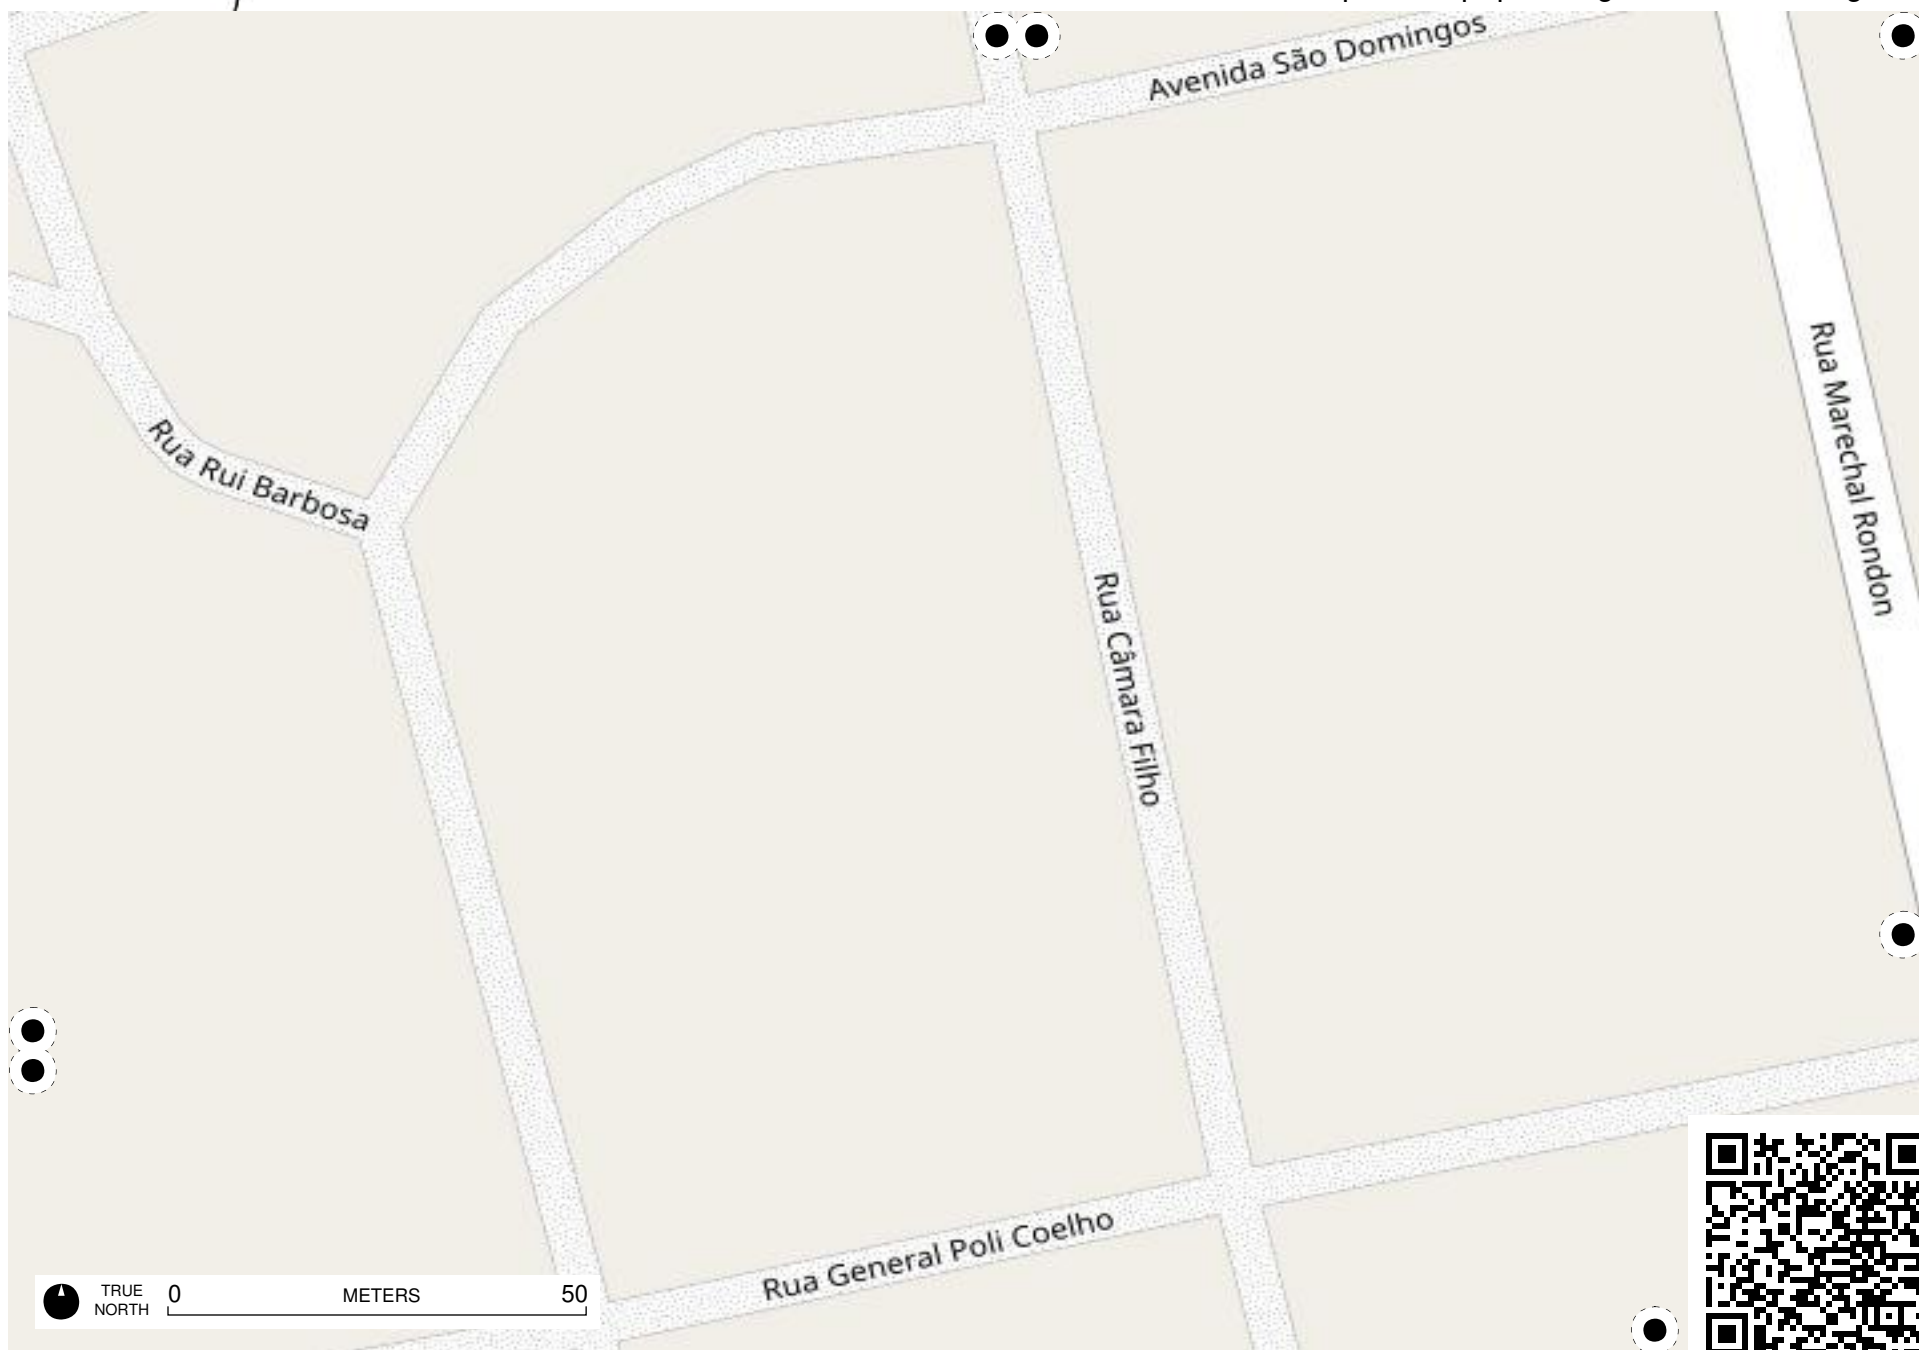 Avenida São Domingos
Rua Marechal Rondon
Rua Rui Barbosa
Rua Câmara Filho
Rua General Poli Coelho
TRUE
NORTH
0 METERS 50